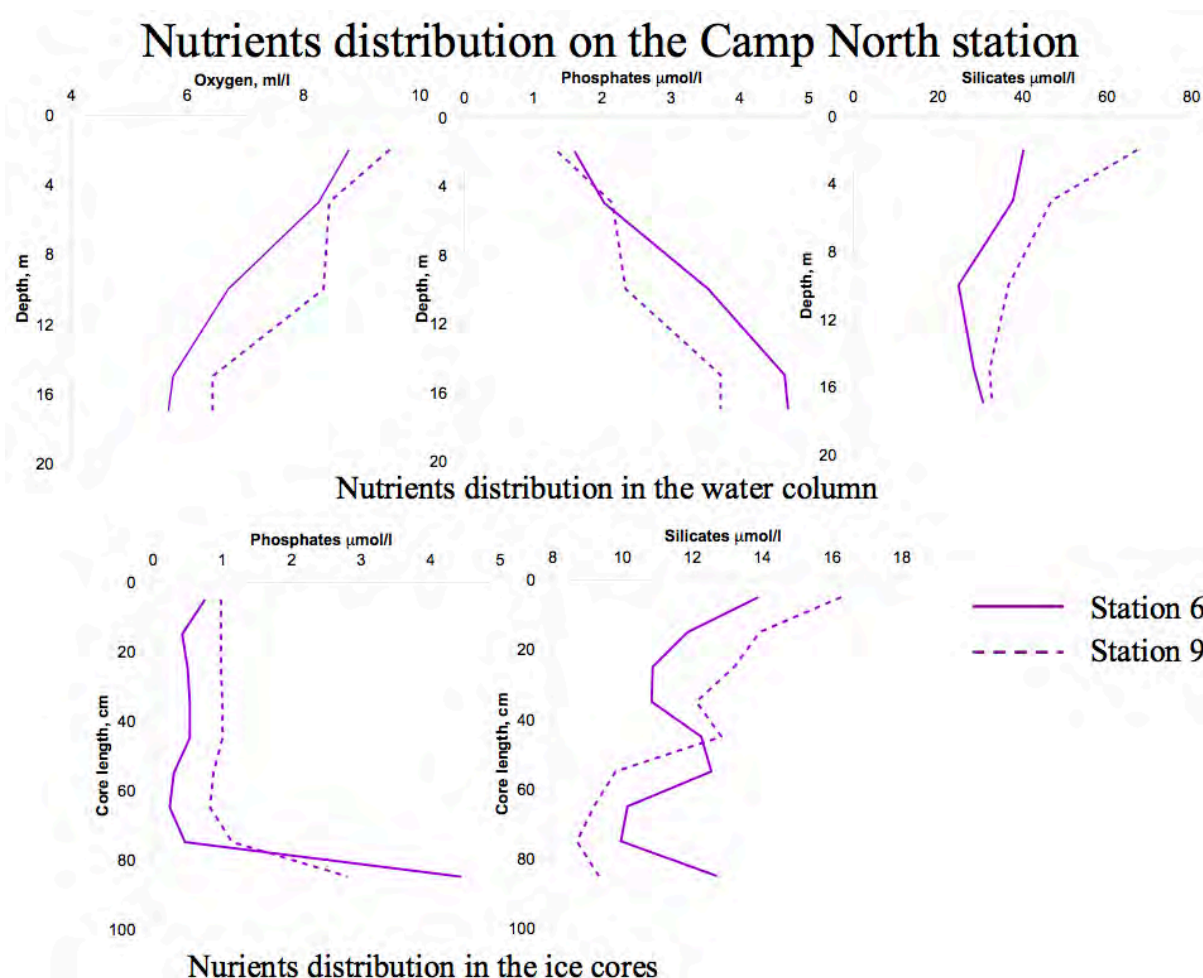 Nutrients distribution on the Camp North station
Oxygen, ml/l
4 6 8 10
Depth, m
0
4
8
12
16
20
Phosphates μmol/l
0 1 2 3 4 5
Depth, m
0
4
8
12
16
20
Silicates μmol/l
0 20 40 60 80
Depth, m
0
4
8
12
16
20
Nutrients distribution in the water column
Phosphates μmol/l
0 1 2 3 4 5
Core length, cm
0
20
40
60
80
100
Silicates μmol/l
8 10 12 14 16 18
Core length, cm
0
20
40
60
80
100
Station 6
Station 9
Nurients distribution in the ice cores